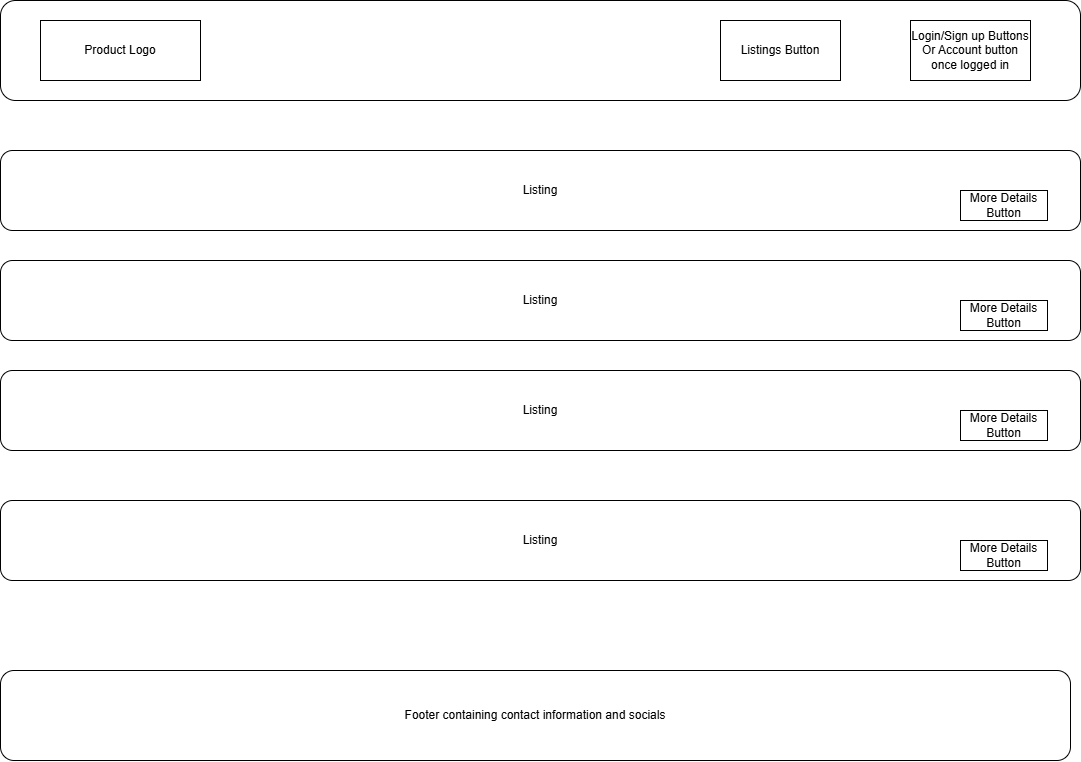 Product Logo
Listings Button
Login/Sign up Buttons
Or Account button
once logged in
Listing
More Details
Button
Listing
More Details
Button
Listing
More Details
Button
Listing
More Details
Button
Footer containing contact information and socials